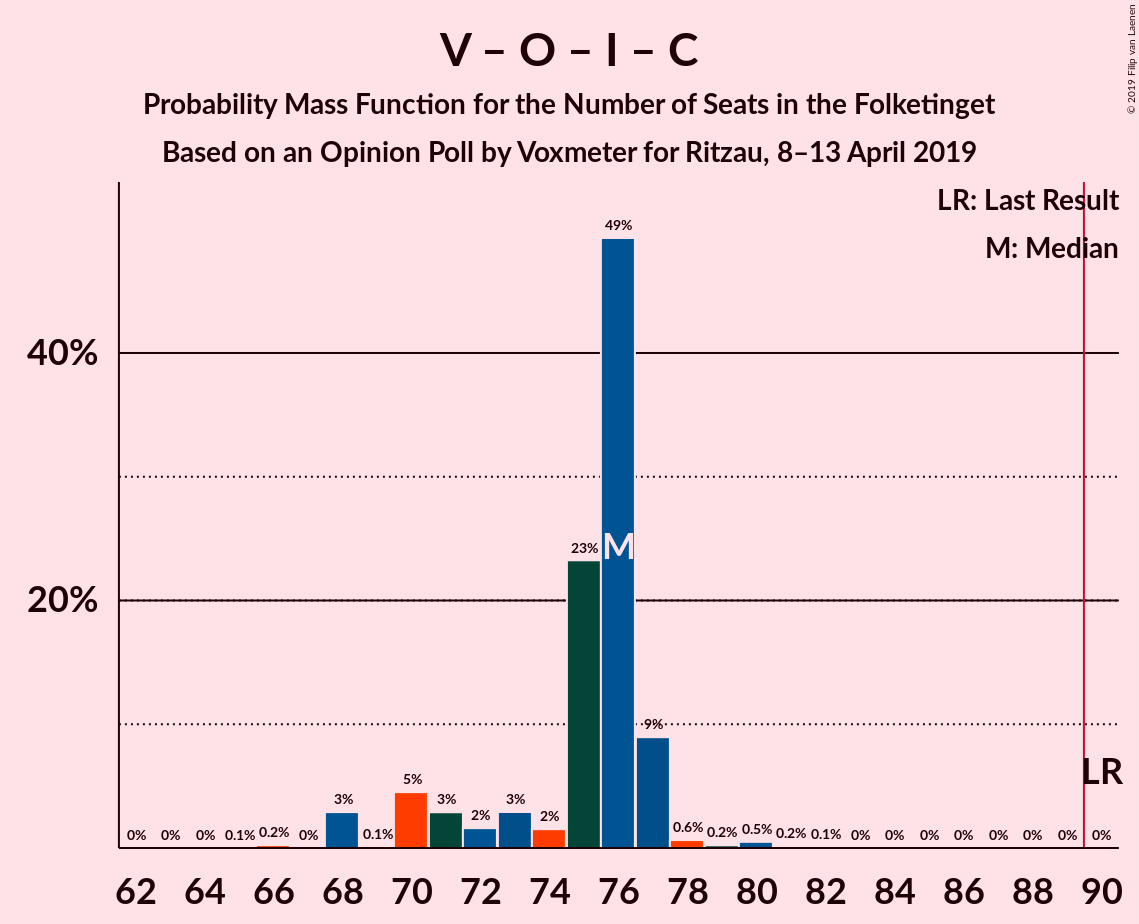 V – O – I – C
Probability Mass Function for the Number of Seats in the Folketinget
Based on an Opinion Poll by Voxmeter for Ritzau, 8–13 April 2019
© 2019 Filip van Laenen
LR: Last Result
M: Median
49%
40%
23%
M
20%
9%
LR
0% 0% 0% 0.1% 0.2% 0% 3% 0.1% 5% 3% 2% 3% 2% 0.6% 0.2% 0.5% 0.2% 0.1% 0% 0% 0% 0% 0% 0% 0% 0%
62 64 66 68 70 72 74 76 78 80 82 84 86 88 90